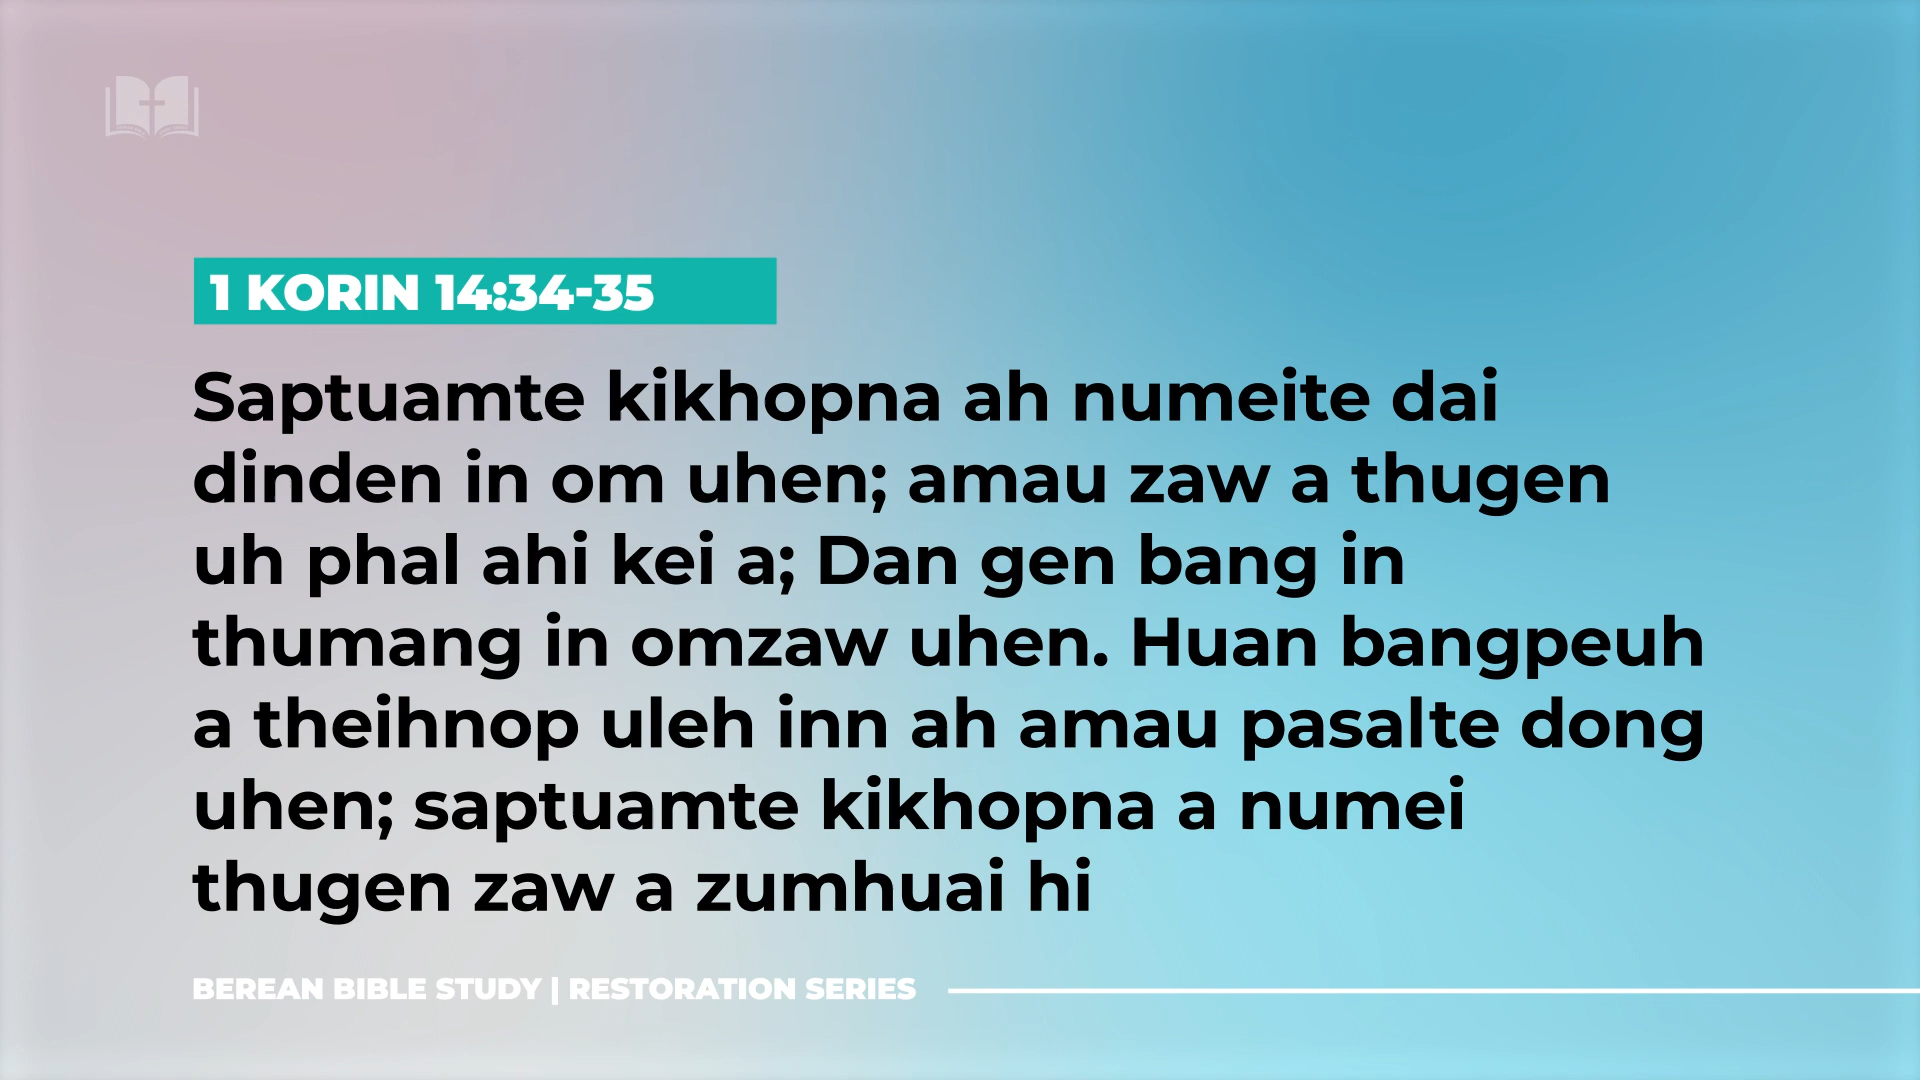 1 KORIN 14:34-35
Saptuamte kikhopna ah numeite dai
dinden in om uhen; amau zaw a thugen
uh phal ahi kei a; Dan gen bang in
thumang in omzaw uhen. Huan bangpeuh
a theihnop uleh inn ah amau pasalte dong
uhen; saptuamte kikhopna a numei
thugen zaw a zumhuai hi
BEREAN BIBLE STUDY | RESTORATION SERIES